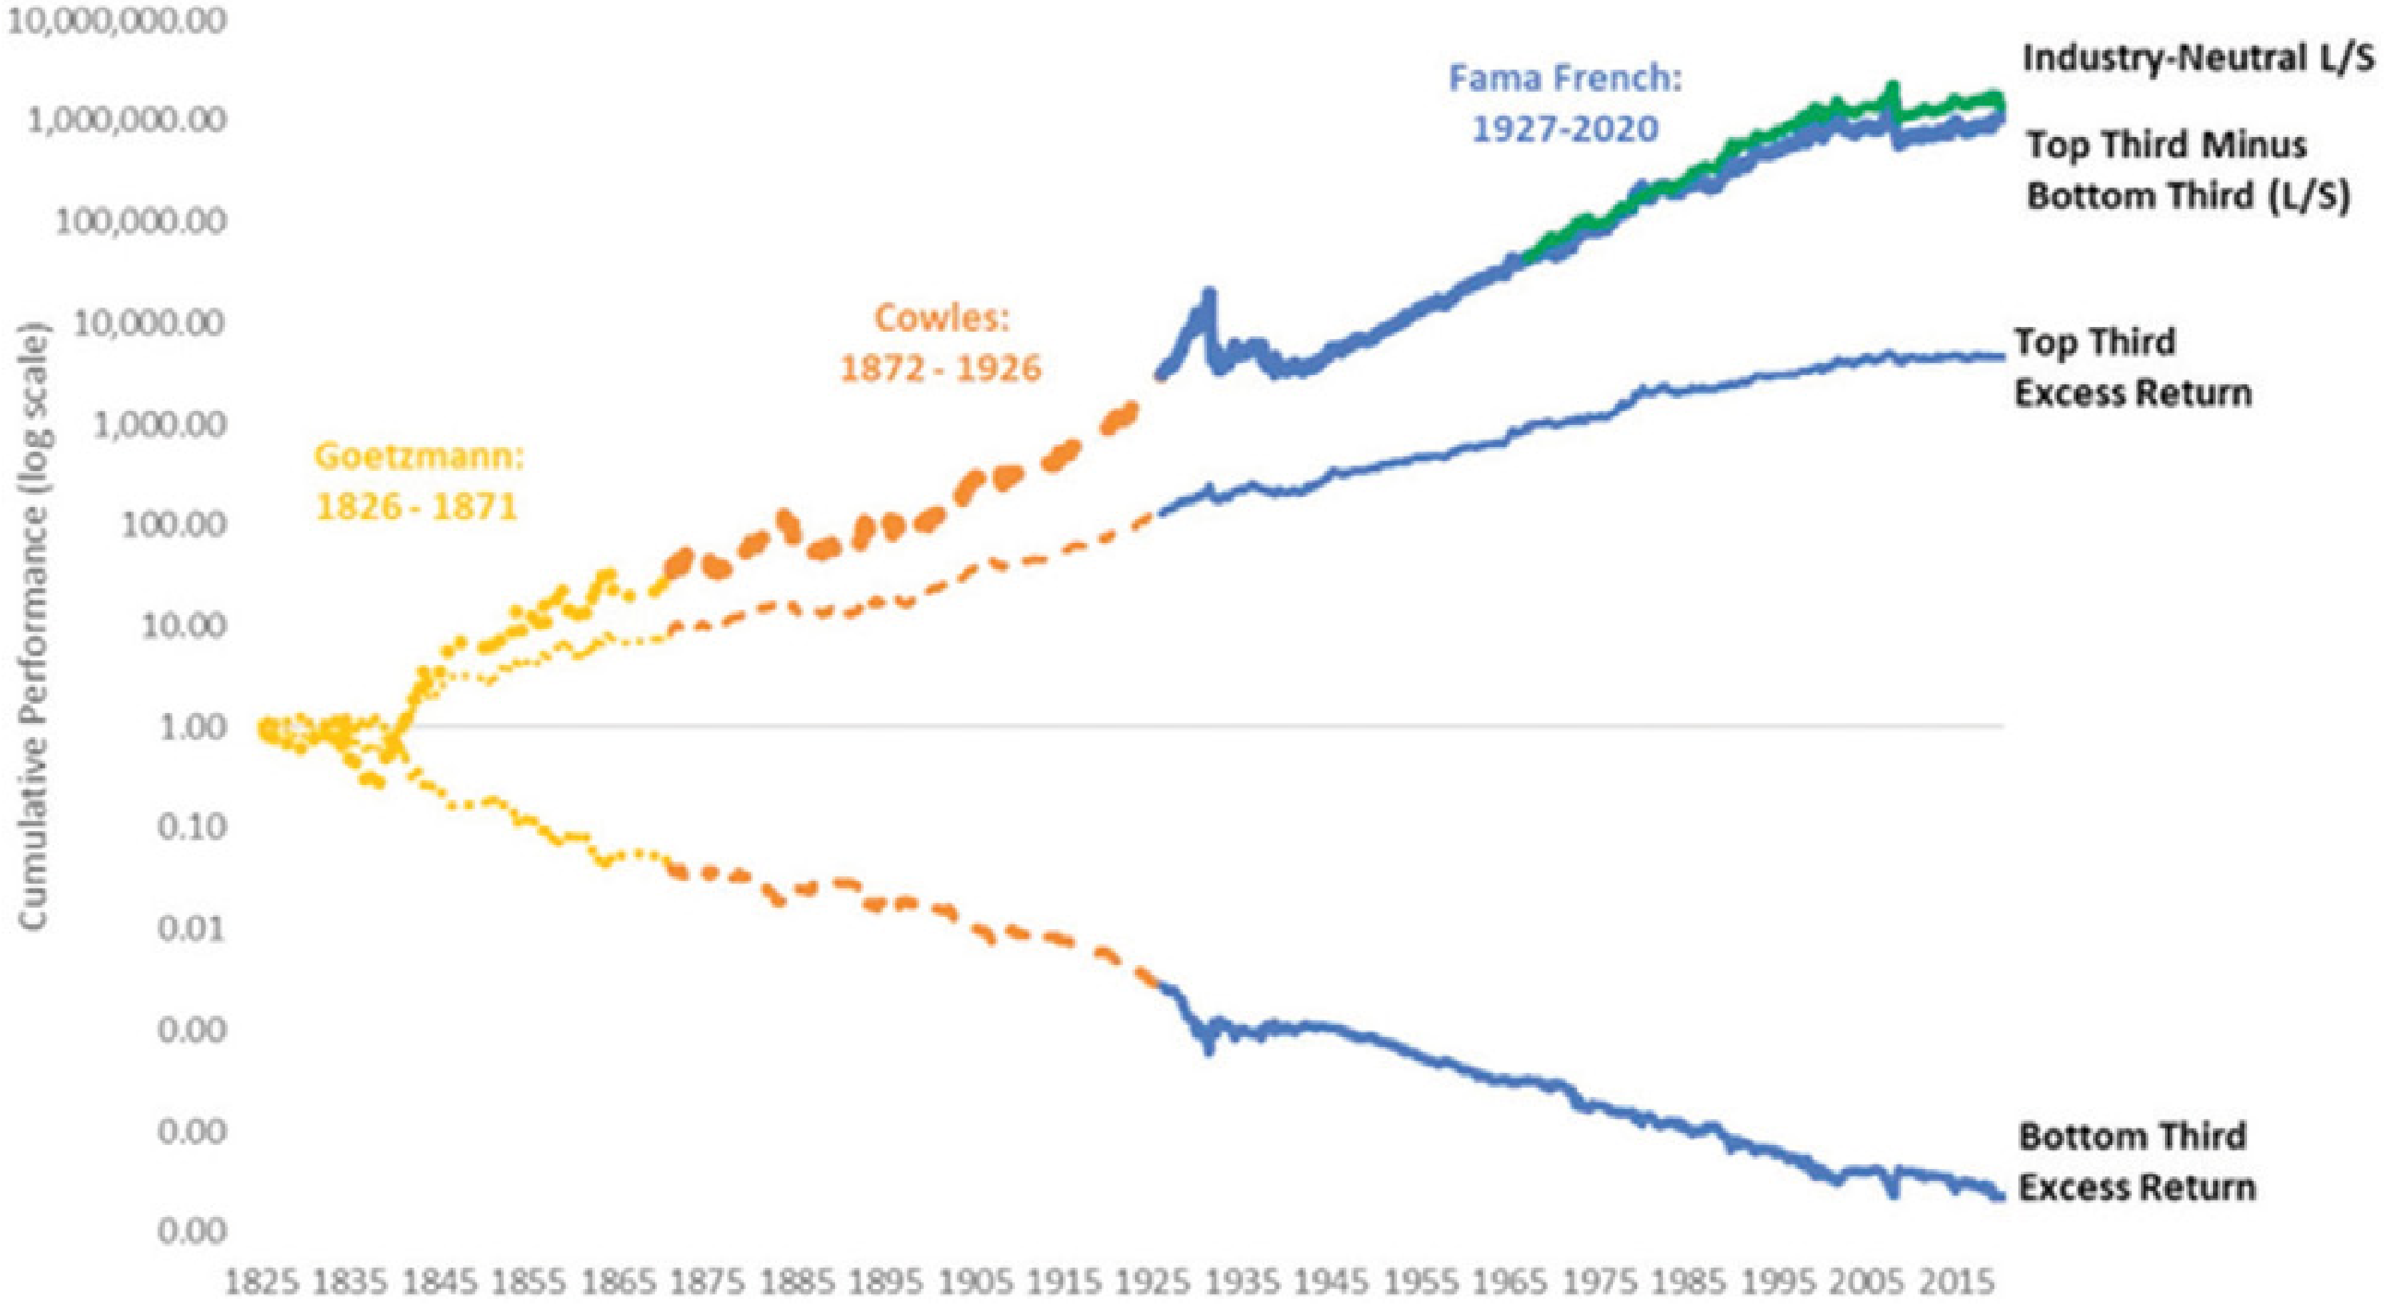 10,000,000.00
1,000,000.00
100,000.00
10,000.00
1,000.00
100.00
10.00
1.00
0.10
0.01
0.00
0.00
0.00
Cumulative Performance (log scale)
Goetzmann:
1826 - 1871
Cowles:
1872 - 1926
Fama French:
1927-2020
Industry-Neutral L/S
Top Third Minus
Bottom Third (L/S)
Top Third
Excess Return
Bottom Third
Excess Return
1825 1835 1845 1855 1865 1875 1885 1895 1905 1915 1925 1935 1945 1955 1965 1975 1985 1995 2005 2015